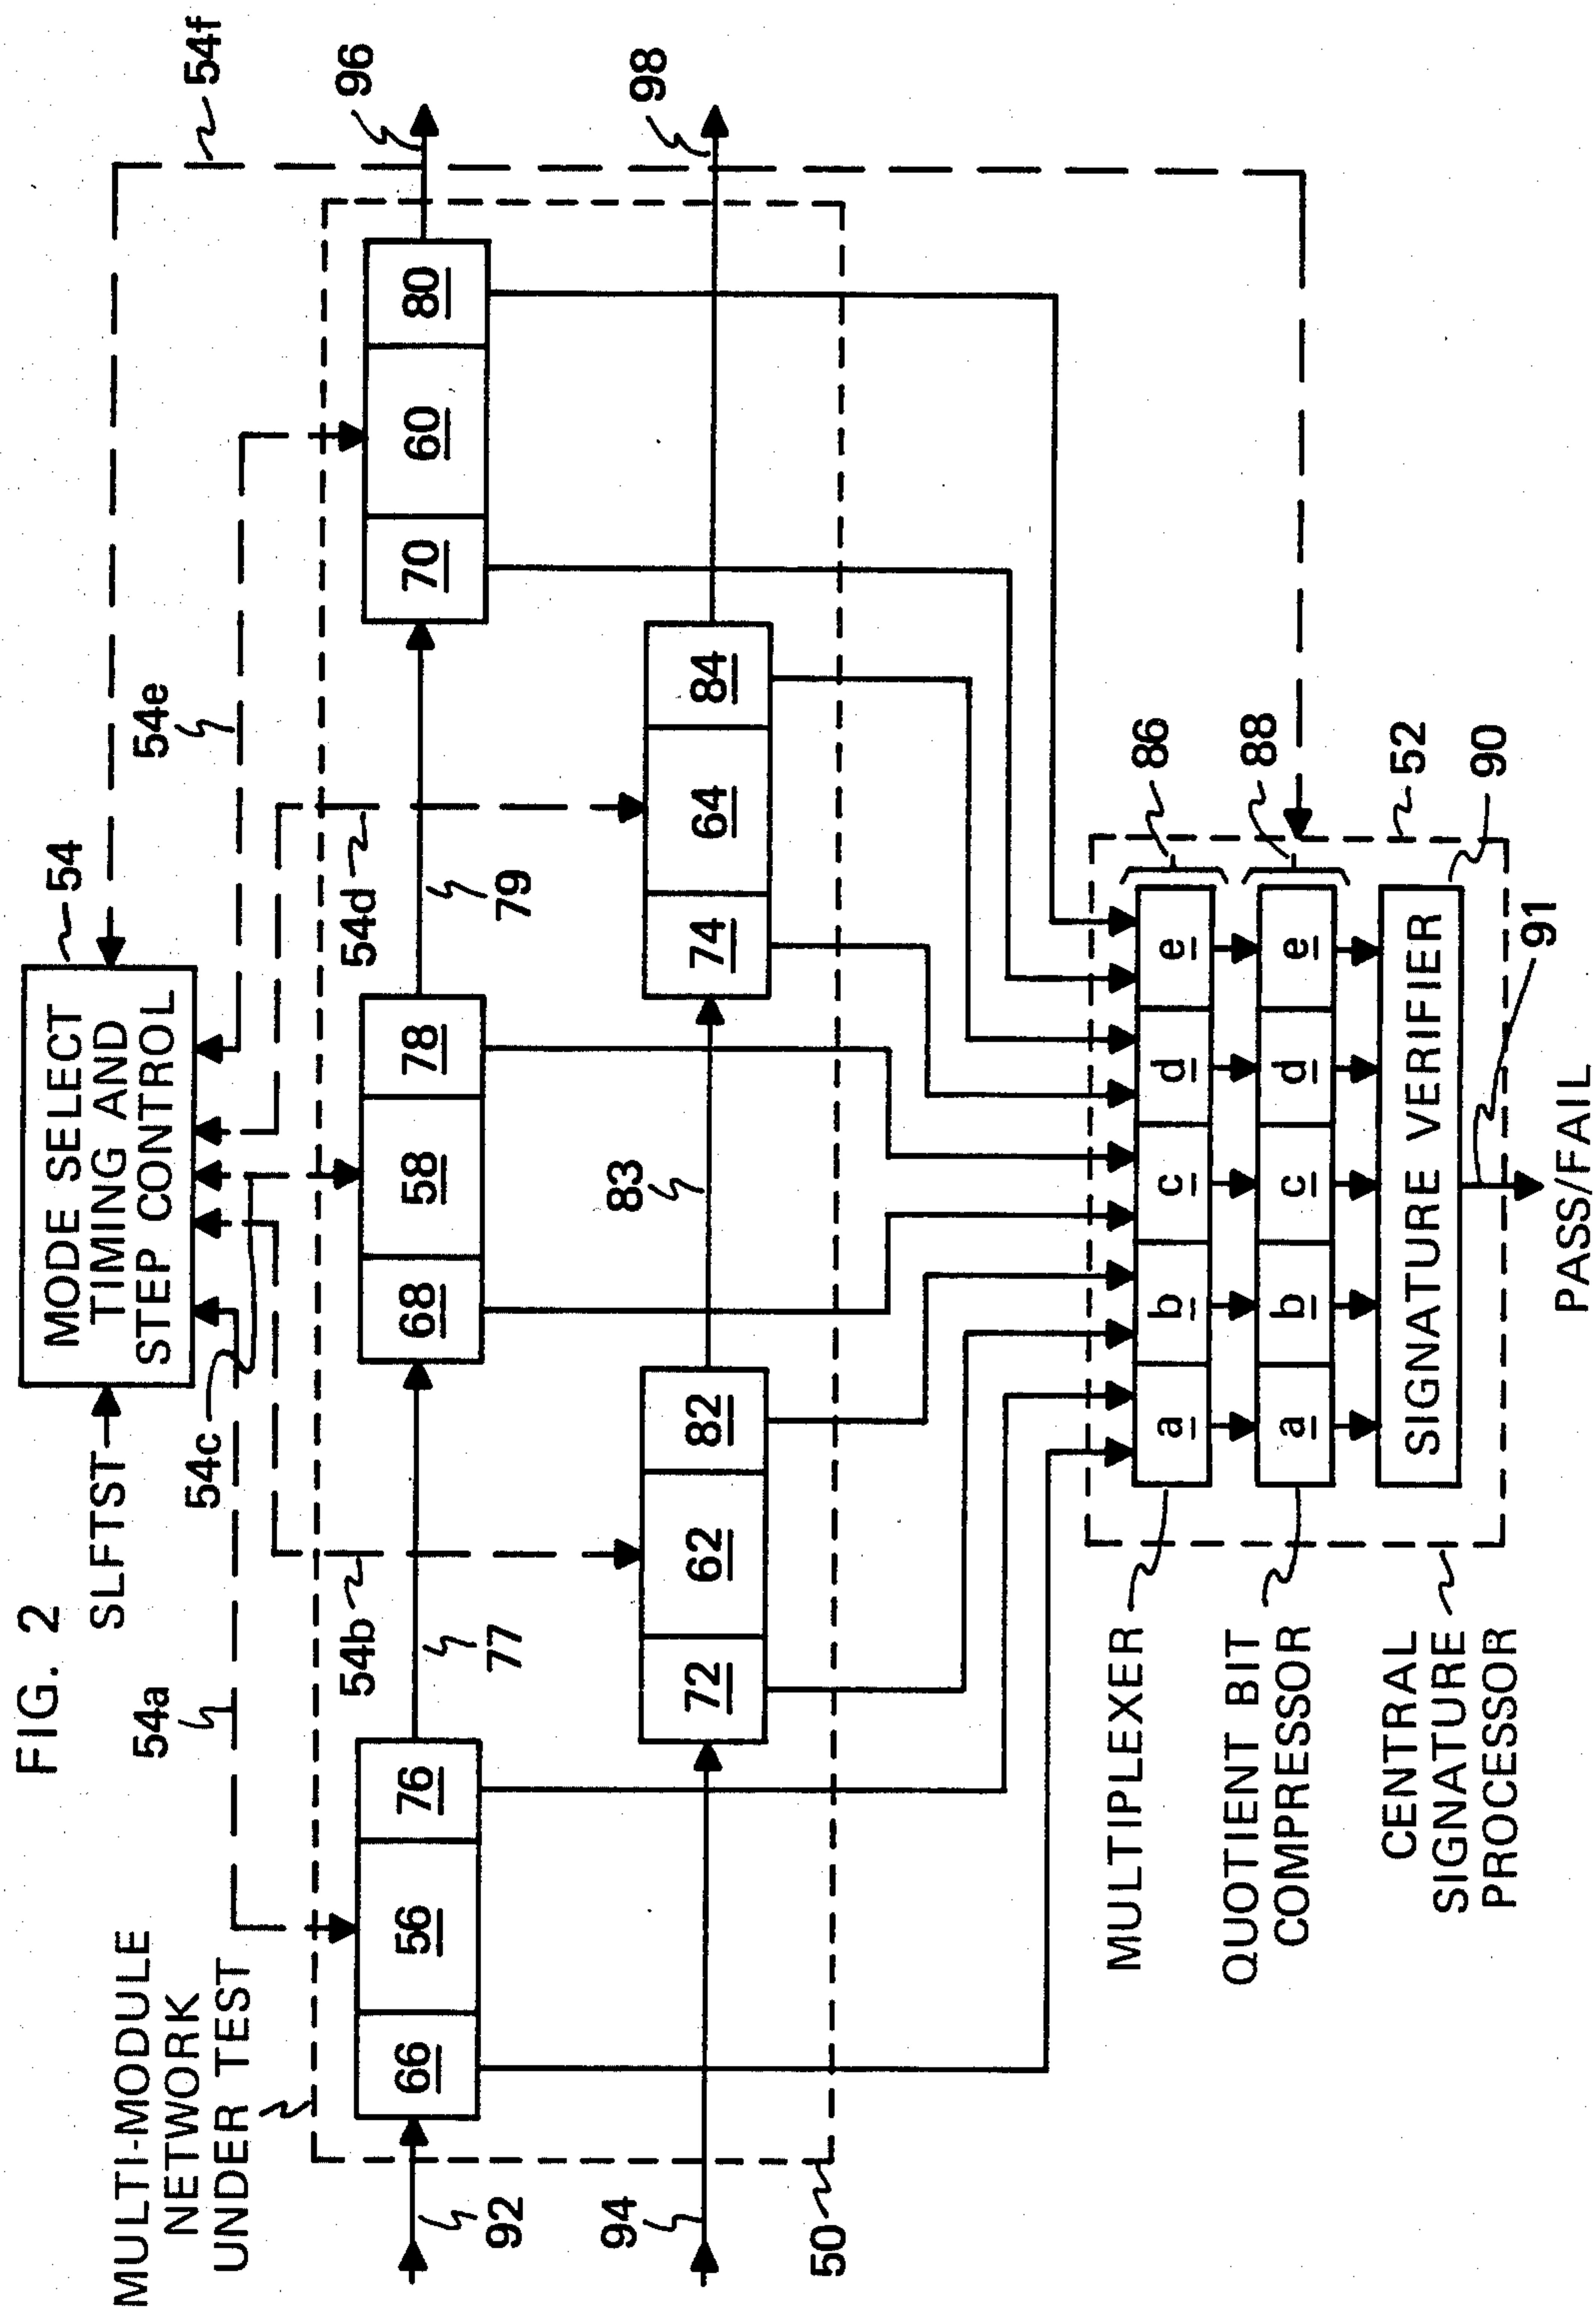 FIG. 2
54f
54e
54
54a
SLFTST
MODE SELECT
TIMING AND
STEP CONTROL
54c
54b
54d
MULTI-MODULE
NETWORK
UNDER TEST
96
92
66
56
76
77
68
58
78
79
70
60
80
98
94
72
62
82
83
74
64
84
50
MULTIPLEXER
a
b
c
d
e
86
QUOTIENT BIT
COMPRESSOR
a
b
c
d
e
88
CENTRAL
SIGNATURE
PROCESSOR
SIGNATURE VERIFIER
52
90
91
PASS/FAIL